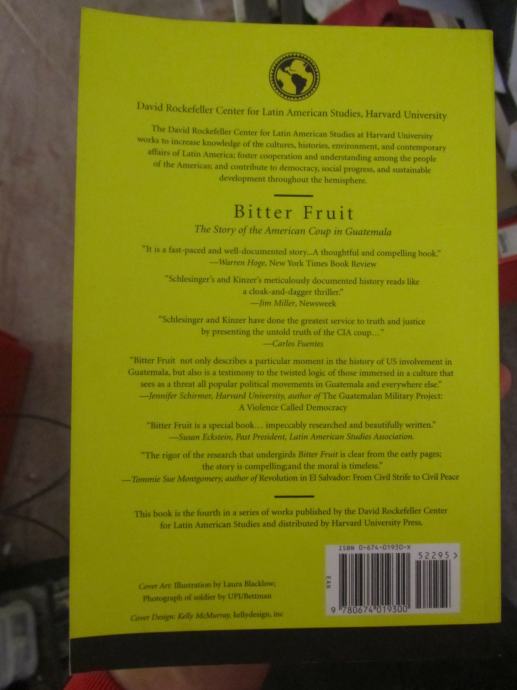 David Rockefeller Center for Latin American Studies, Harvard University
The David Rockefeller Center for Latin American Studies at Harvard University
works to increase knowledge of the cultures, histories, environment, and contemporary
affairs of Latin America; foster cooperation and understanding among the people
of the American; and contribute to democracy, social progress, and sustainable
development throughout the hemisphere.
Bitter Fruit
The Story of the American Coup in Guatemala
"It is a fast-paced and well-documented story...A thoughtful and compelling book."
—Warren Hoge, New York Times Book Review
"Schlesinger's and Kinzer's meticulously documented history reads like
a cloak-and-dagger thriller."
—Jim Miller, Newsweek
"Schlesinger and Kinzer have done the greatest service to truth and justice
by presenting the untold truth of the CIA coup…"
—Carlos Fuentes
"Bitter Fruit not only describes a particular moment in the history of US involvement in
Guatemala, but also is a testimony to the twisted logic of those immersed in a culture that
sees as a threat all popular political movements in Guatemala and everywhere else."
—Jennifer Schirmer, Harvard University, author of The Guatemalan Military Project:
A Violence Called Democracy
"Bitter Fruit is a special book… impeccably researched and beautifully written."
—Susan Eckstein, Past President, Latin American Studies Association.
"The rigor of the research that undergirds Bitter Fruit is clear from the early pages;
the story is compelling;and the moral is timeless."
—Tommie Sue Montgomery, author of Revolution in El Salvador: From Civil Strife to Civil Peace
This book is the fourth in a series of works published by the David Rockefeller Center
for Latin American Studies and distributed by Harvard University Press.
ISBN 0-674-01930-X
52295>
EAN
9 780674 019300
Cover Art: Illustration by Laura Blacklow;
Photograph of soldier by UPI/Bettman
Cover Design: Kelly McMurray, kellydesign, inc